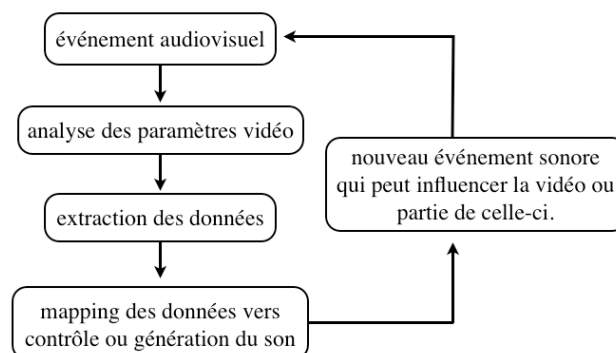 événement audiovisuel
analyse des paramètres vidéo
extraction des données
mapping des données vers
contrôle ou génération du son
nouveau événement sonore
qui peut influencer la vidéo ou
partie de celle-ci.